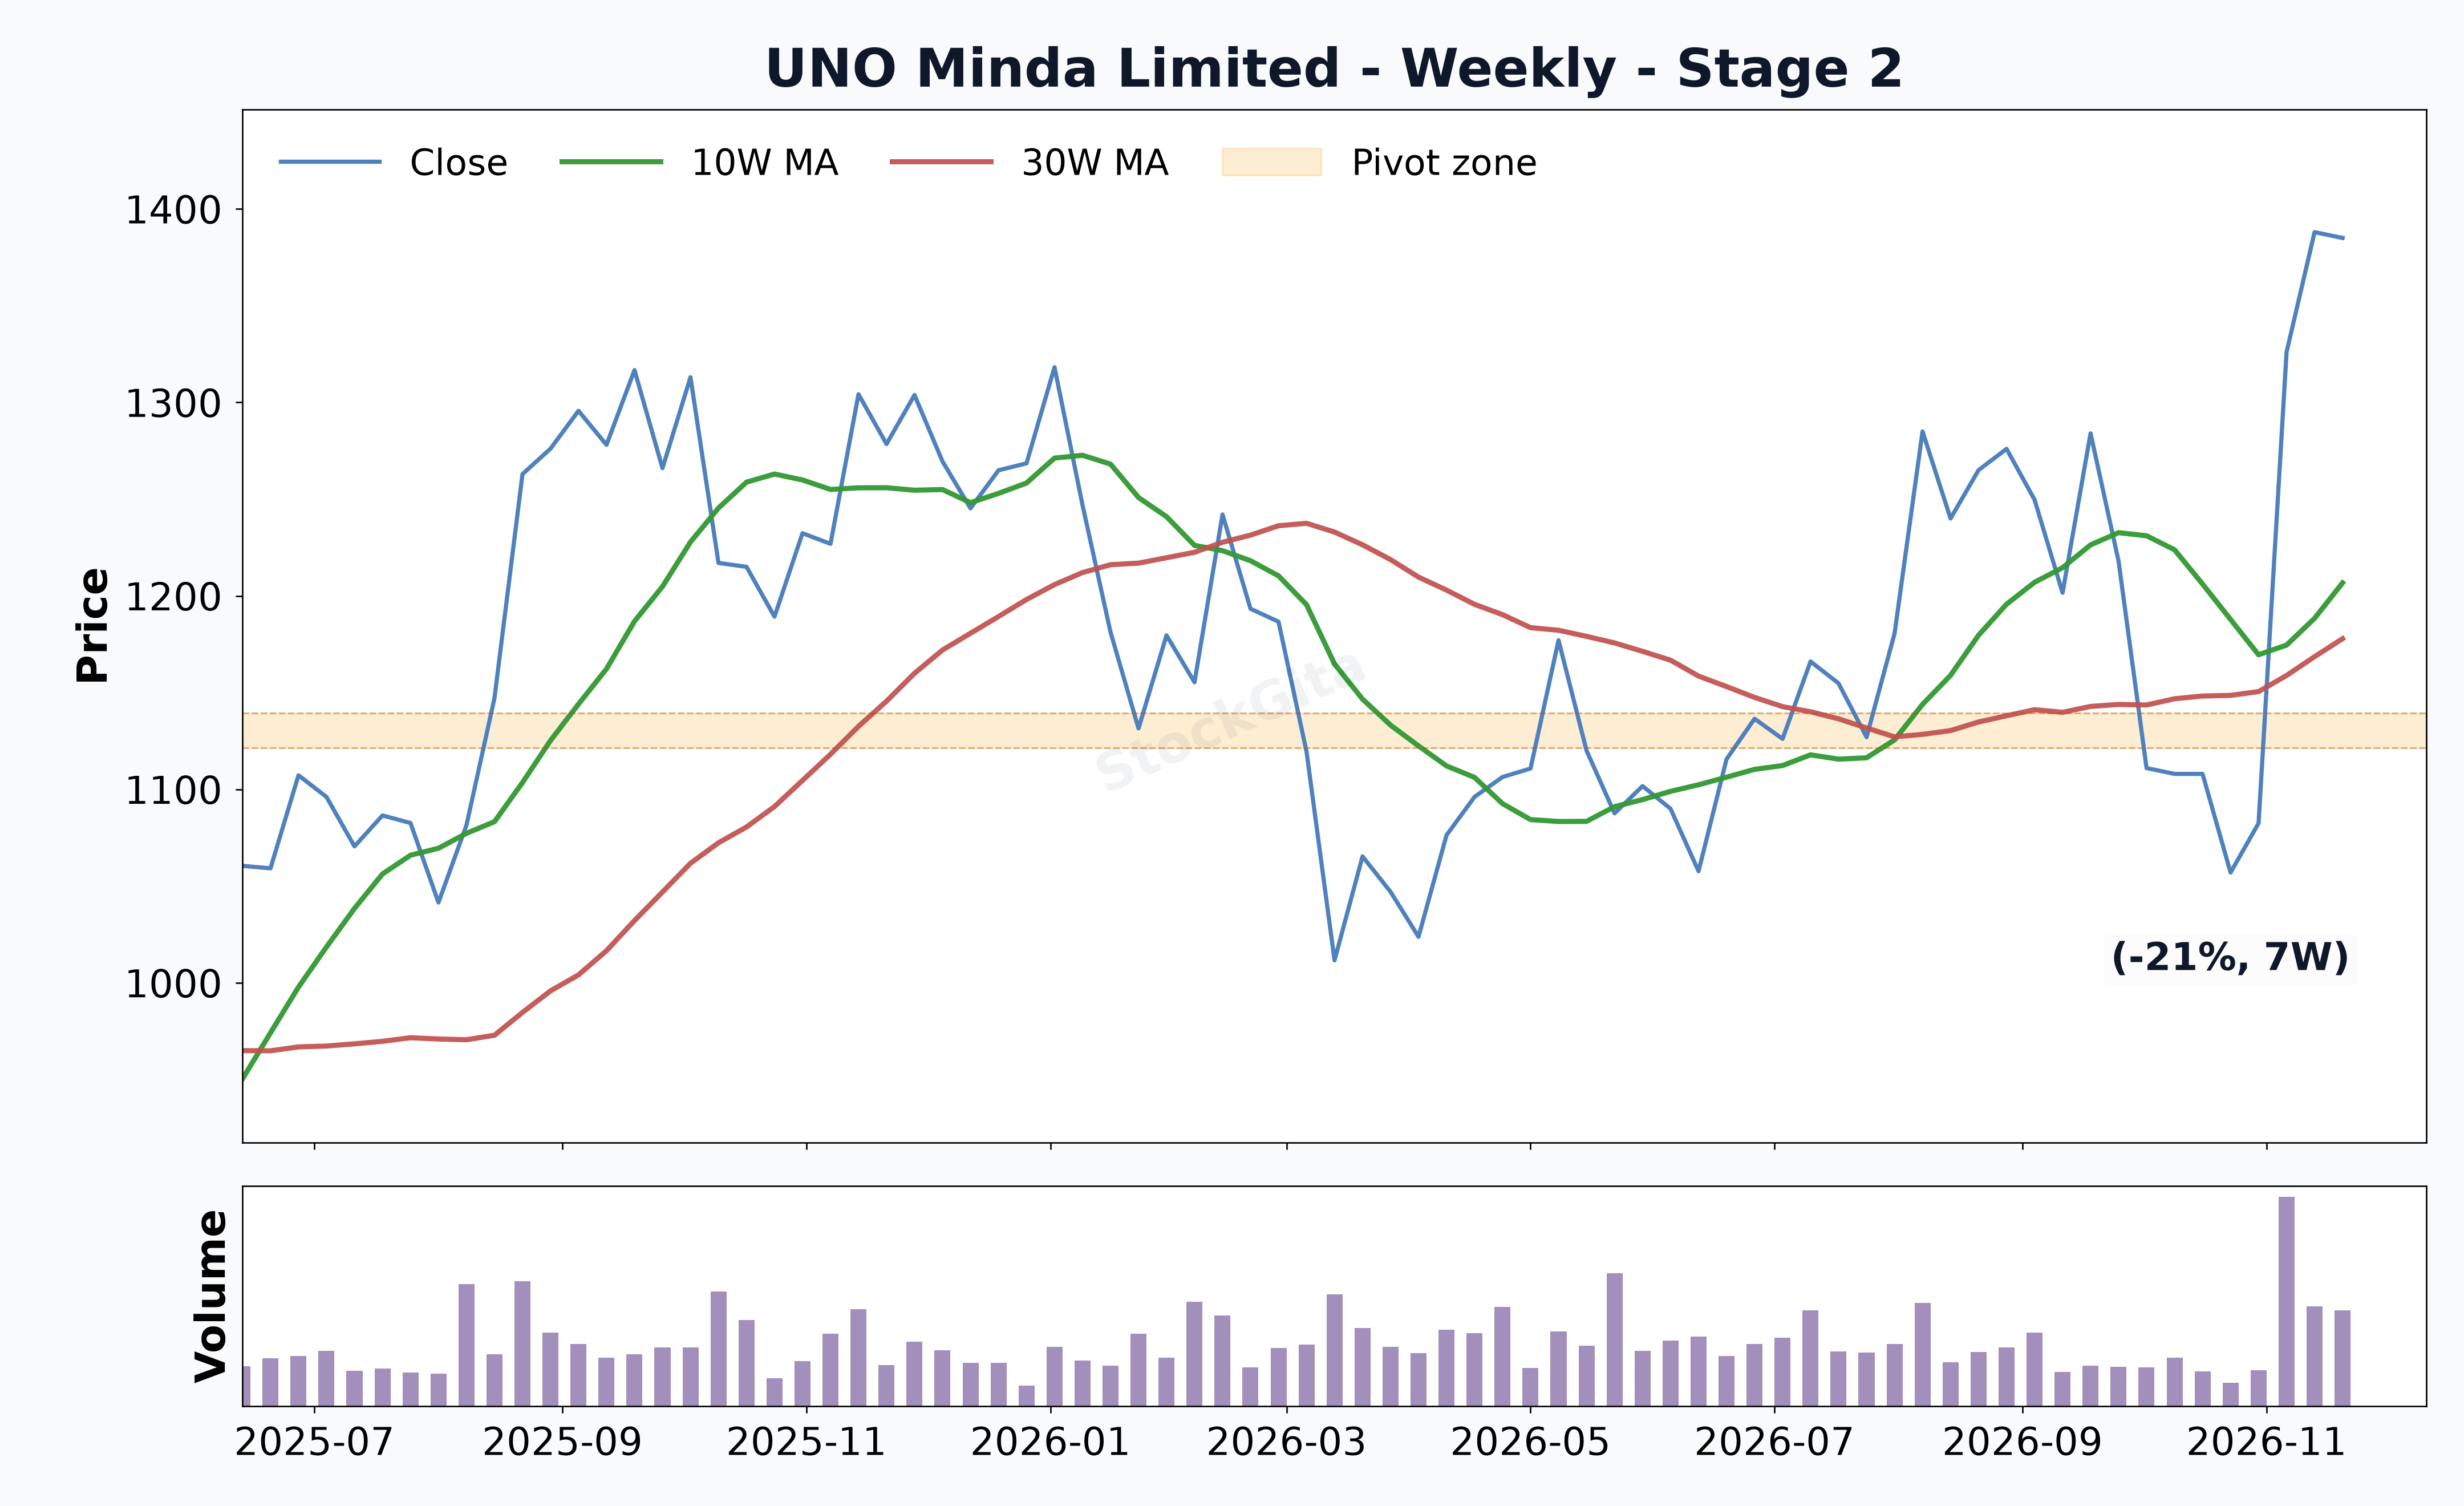 UNO Minda Limited - Weekly - Stage 2
Close 10W MA 30W MA Pivot zone
Price
1400
1300
1200
1100
1000
StockGita
(-21%, 7W)
Volume
2025-07 2025-09 2025-11 2026-01 2026-03 2026-05 2026-07 2026-09 2026-11